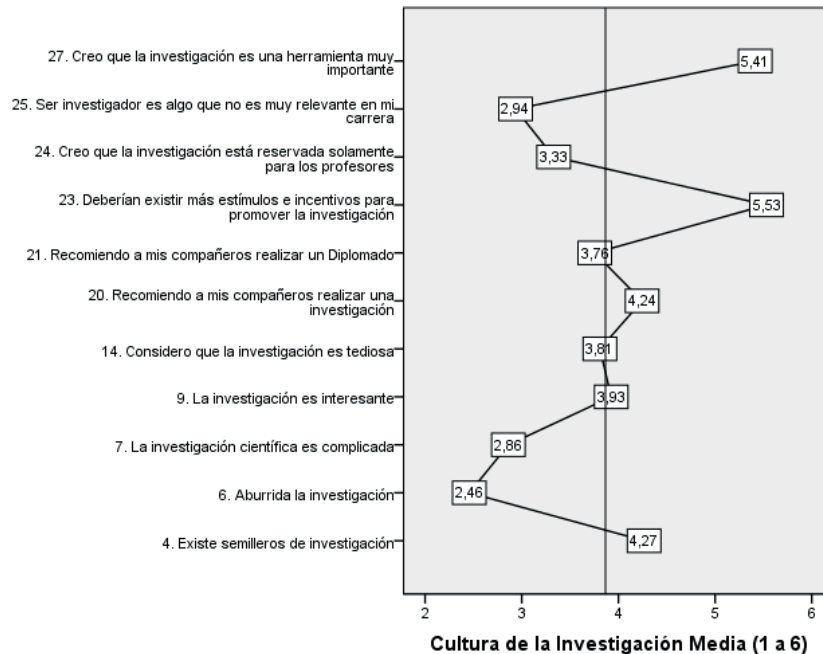 27. Creo que la investigación es una herramienta muy
importante
5,41
25. Ser investigador es algo que no es muy relevante en mi
carrera
2,94
24. Creo que la investigación está reservada solamente
para los profesores
3,33
23. Deberían existir más estímulos e incentivos para
promover la investigación
5,53
21. Recomiendo a mis compañeros realizar un Diplomado
3,76
20. Recomiendo a mis compañeros realizar una
investigación
4,24
14. Considero que la investigación es tediosa
3,81
9. La investigación es interesante
3,93
7. La investigación científica es complicada
2,86
6. Aburrida la investigación
2,46
4. Existe semilleros de investigación
4,27
2 3 4 5 6
Cultura de la Investigación Media (1 a 6)